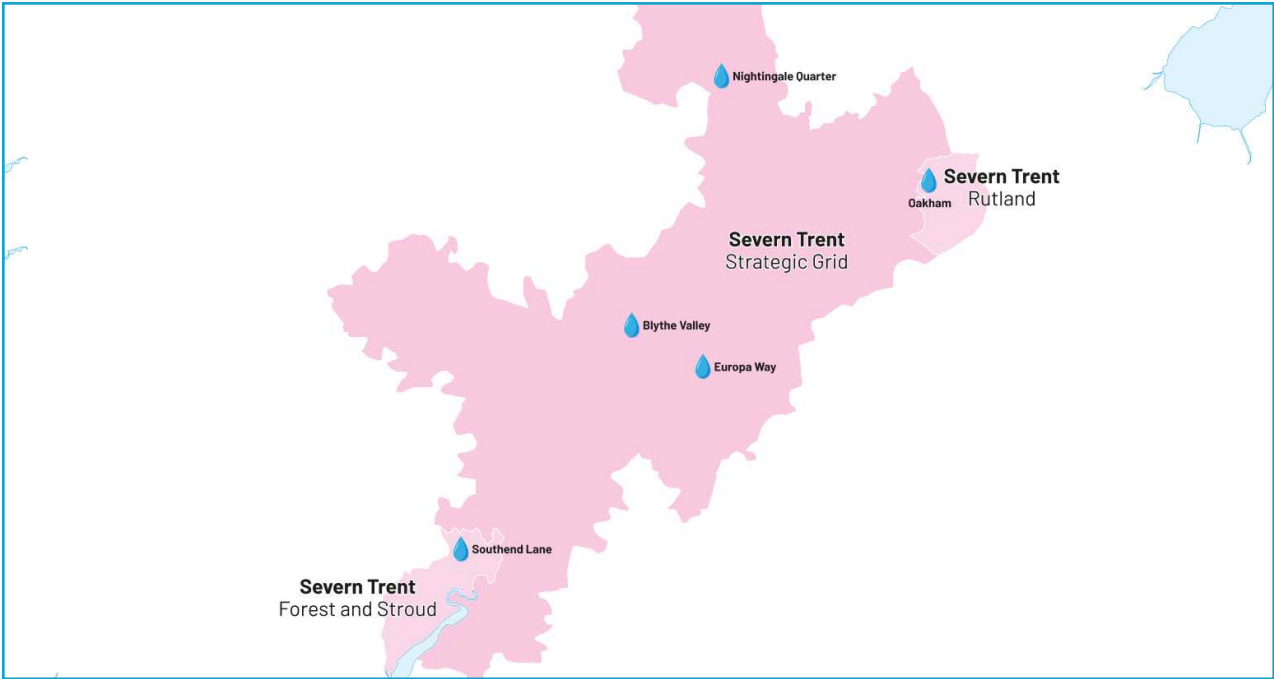 Nightingale Quarter
Severn Trent
Rutland
Oakham
Severn Trent
Strategic Grid
Blythe Valley
Europa Way
Southend Lane
Severn Trent
Forest and Stroud